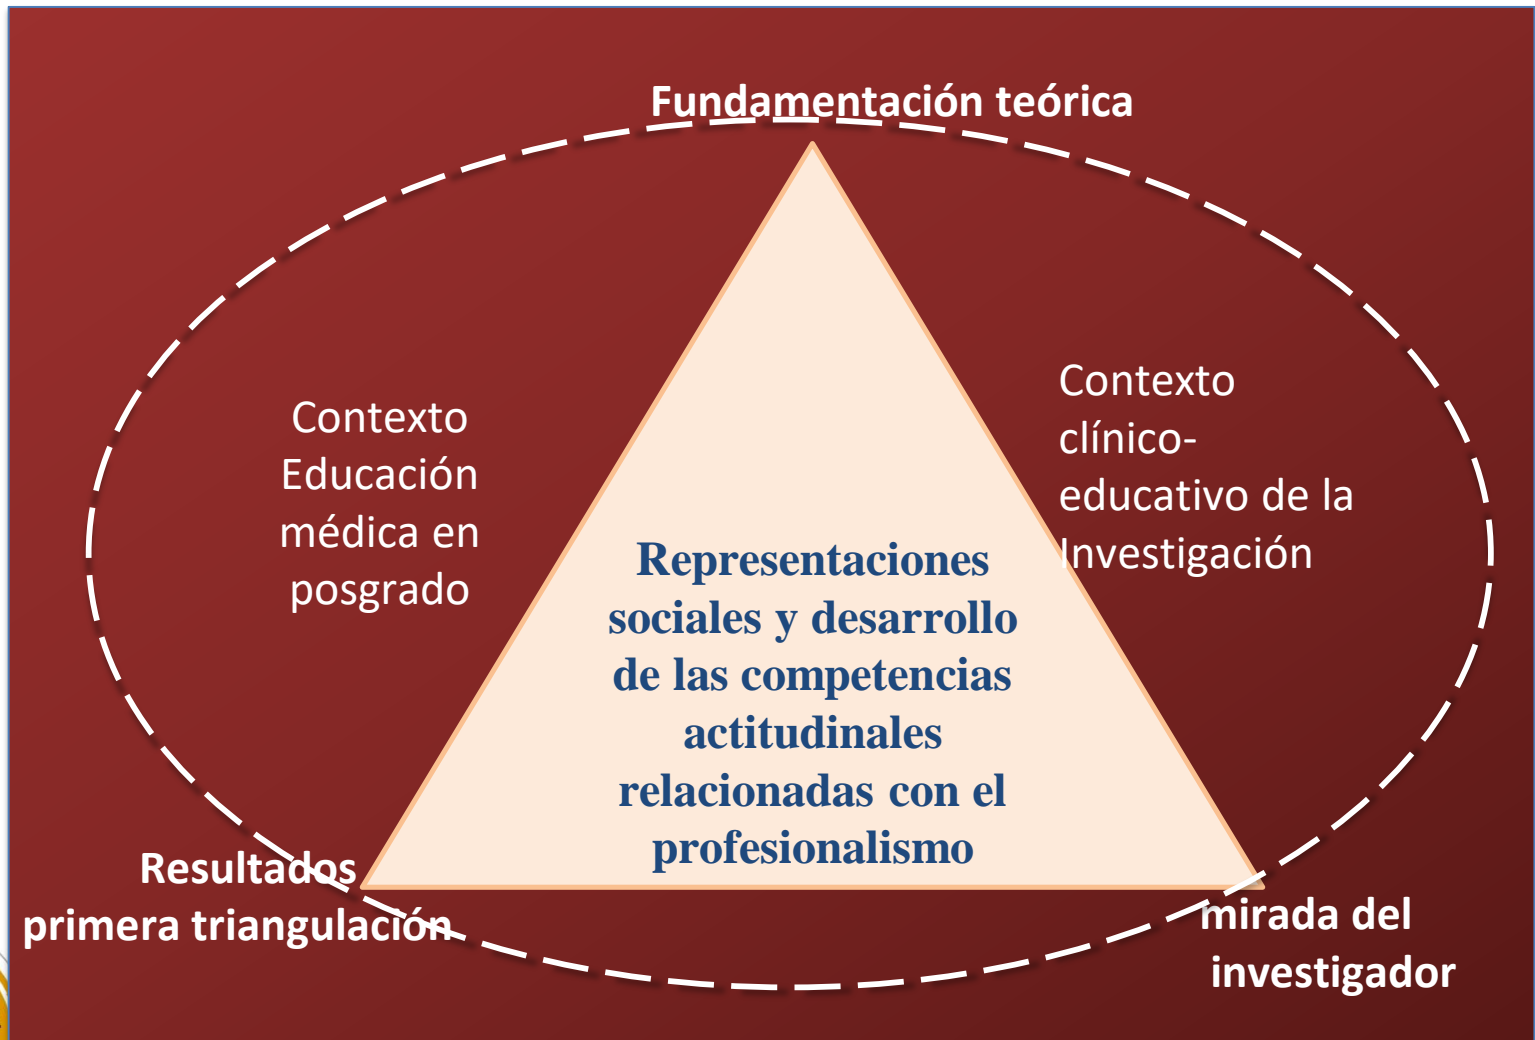 Fundamentación teórica
Contexto
Educación
médica en
posgrado
Contexto
clínico-
educativo de la
Investigación
Representaciones
sociales y desarrollo
de las competencias
actitudinales
relacionadas con el
profesionalismo
Resultados
primera triangulación
mirada del
investigador